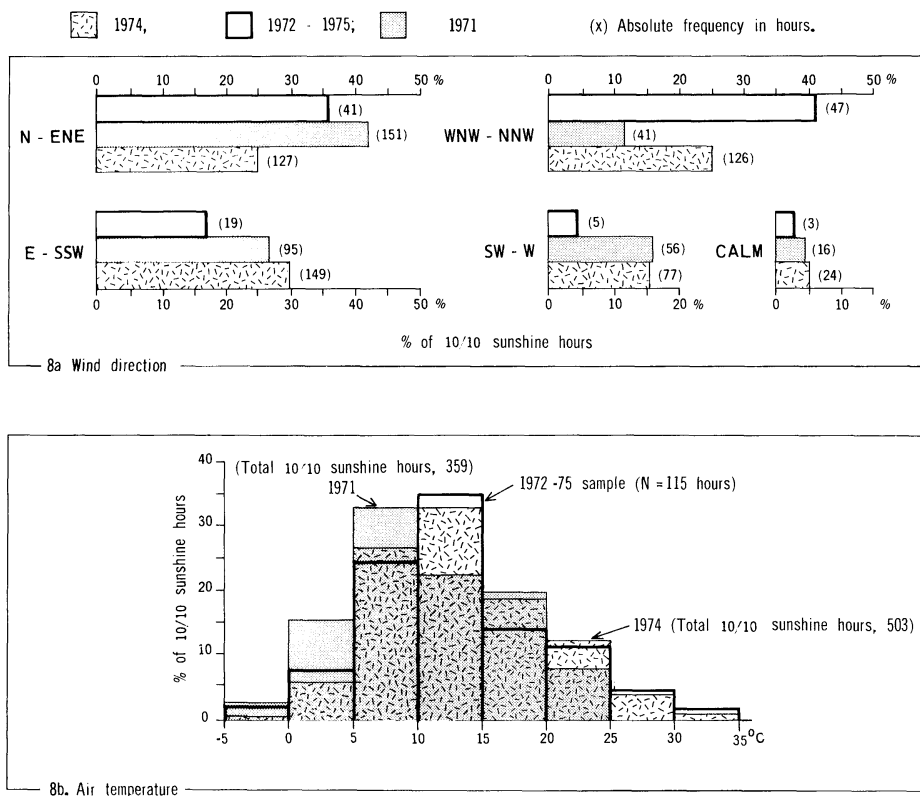 1974, 1972 - 1975; 1971 (x) Absolute frequency in hours.
0 10 20 30 40 50 % 0 10 20 30 40 50 %
(41) (47)
N - ENE (151) WNW - NNW (41)
(127) (126)
(19) (5) (3)
E - SSW (95) SW - W (56) CALM (16)
(149) (77) (24)
0 10 20 30 40 50 % 0 10 20 % 0 10 %
% of 10/10 sunshine hours
8a Wind direction
40
(Total 10/10 sunshine hours, 359)
1971
1972 -75 sample (N = 115 hours)
30
% of 10/10 sunshine hours
20
1974 (Total 10/10 sunshine hours, 503)
10
0
-5 0 5 10 15 20 25 30 35°C
8b. Air temperature